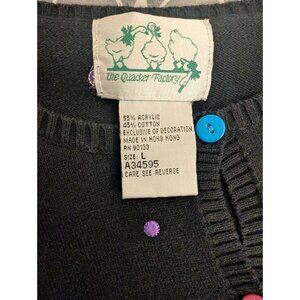 the Quacker Factory
55% ACRYLIC
45% COTTON
EXCLUSIVE OF DECORATION
MADE IN HONG KONG
RN 90133
SIZE: L
A34595
CARE SEE REVERSE